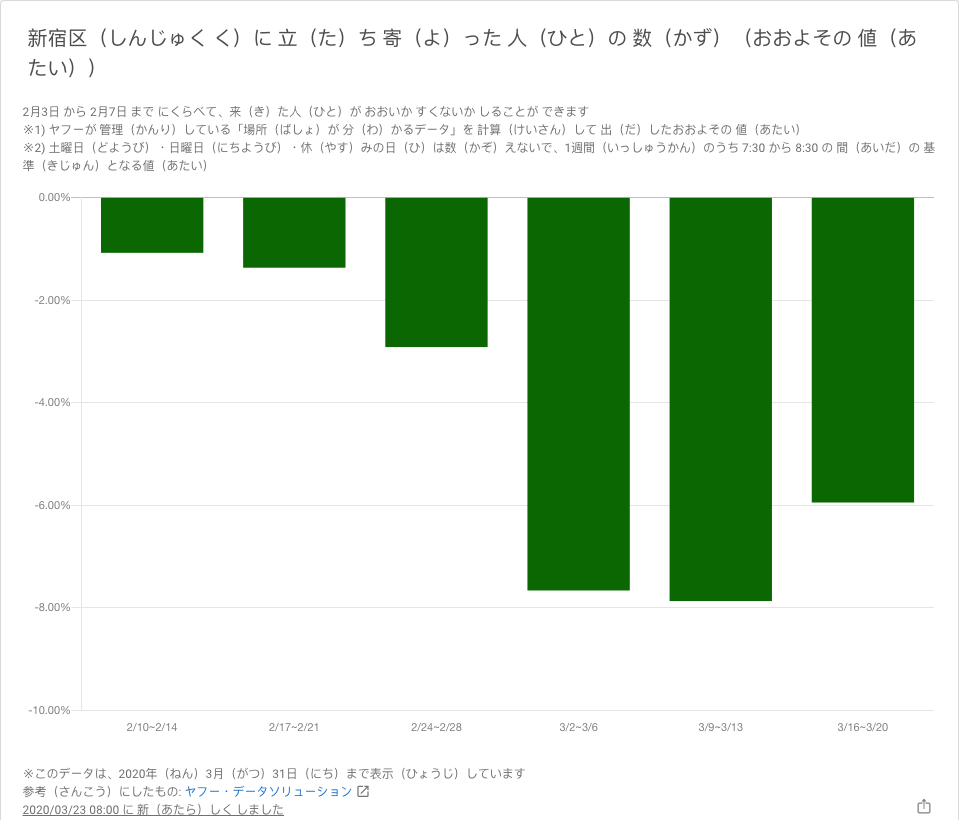 新宿区（しんじゅく く）に 立（た）ち 寄（よ）った 人（ひと）の 数（かず）（おおよその 値（あ
たい））
2月3日 から 2月7日 まで にくらべて、来（き）た人（ひと）が おおいか すくないか しることが できます
※1) ヤフーが 管理（かんり）している「場所（ばしょ）が 分（わ）かるデータ」を 計算（けいさん）して 出（だ）したおおよその 値（あたい）
※2) 土曜日（どようび）・日曜日（にちようび）・休（やす）みの日（ひ）は数（かぞ）えないで、1週間（いっしゅうかん）のうち 7:30 から 8:30 の 間（あいだ）の 基
準（きじゅん）となる値（あたい）
0.00%
-2.00%
-4.00%
-6.00%
-8.00%
-10.00%
2/10~2/14 2/17~2/21 2/24~2/28 3/2~3/6 3/9~3/13 3/16~3/20
※このデータは、2020年（ねん）3月（がつ）31日（にち）まで表示（ひょうじ）しています
参考（さんこう）にしたもの: ヤフー・データソリューション
2020/03/23 08:00 に 新（あたら）しく しました